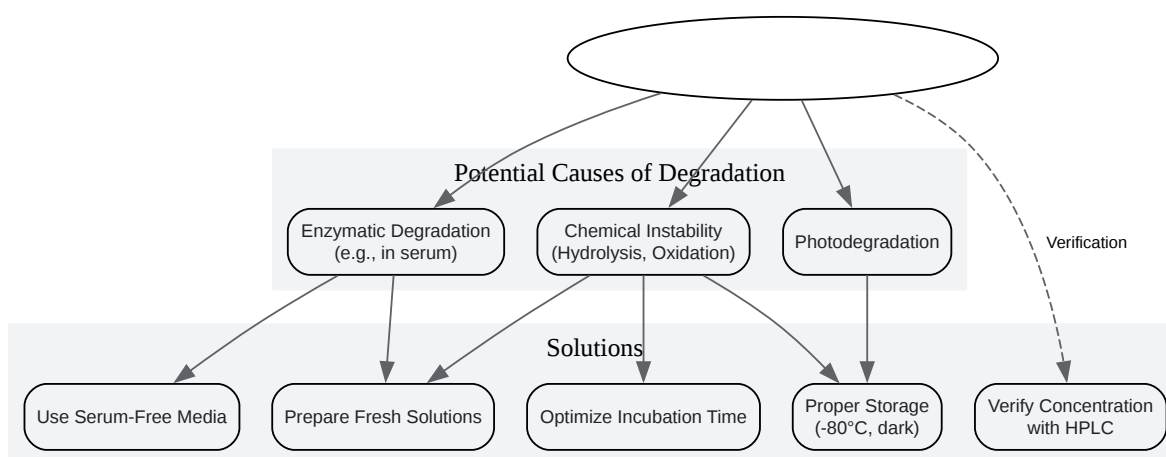 Potential Causes of Degradation
Enzymatic Degradation
(e.g., in serum)
Chemical Instability
(Hydrolysis, Oxidation)
Photodegradation
Verification
Solutions
Use Serum-Free Media
Prepare Fresh Solutions
Optimize Incubation Time
Proper Storage
(-80°C, dark)
Verify Concentration
with HPLC